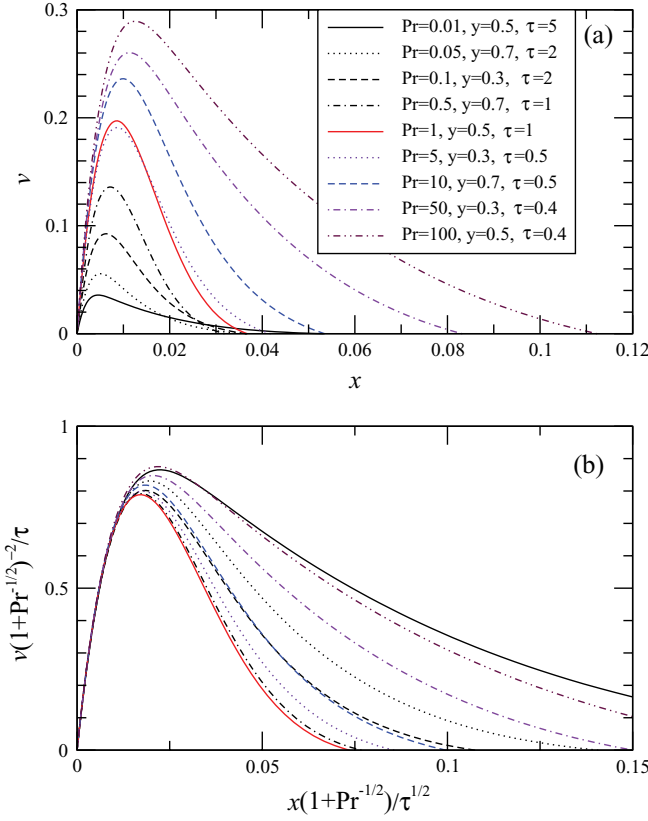 0.3
(a)
Pr=0.01, y=0.5, τ=5
Pr=0.05, y=0.7, τ=2
Pr=0.1, y=0.3, τ=2
Pr=0.5, y=0.7, τ=1
Pr=1, y=0.5, τ=1
Pr=5, y=0.3, τ=0.5
Pr=10, y=0.7, τ=0.5
Pr=50, y=0.3, τ=0.4
Pr=100, y=0.5, τ=0.4
0.2
v
0.1
0
0 0.02 0.04 0.06 0.08 0.1 0.12
x
1
(b)
v(1+Pr^{-1/2})^{-2}/τ
0.5
0
0 0.05 0.1 0.15
x(1+Pr^{-1/2})/τ^{1/2}